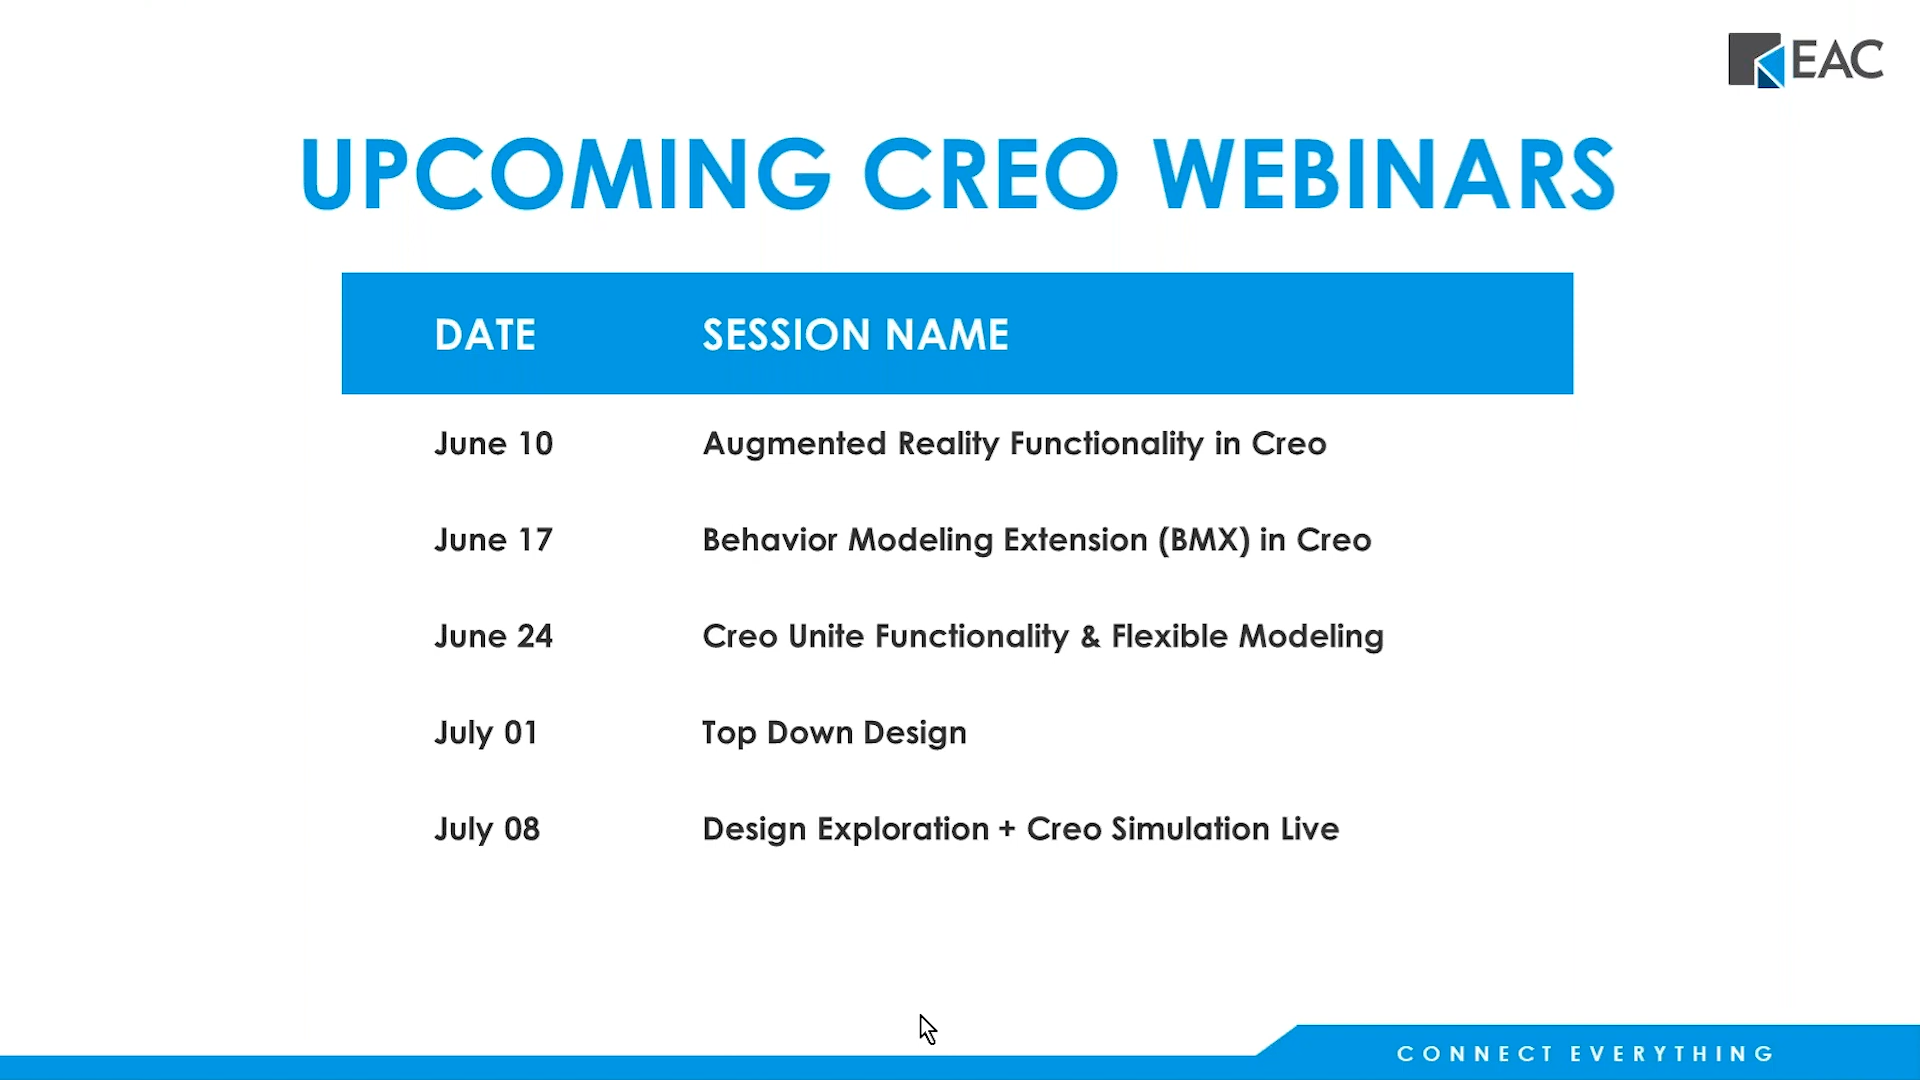 EAC
UPCOMING CREO WEBINARS
DATE SESSION NAME
June 10 Augmented Reality Functionality in Creo
June 17 Behavior Modeling Extension (BMX) in Creo
June 24 Creo Unite Functionality & Flexible Modeling
July 01 Top Down Design
July 08 Design Exploration + Creo Simulation Live
CONNECT EVERYTHING